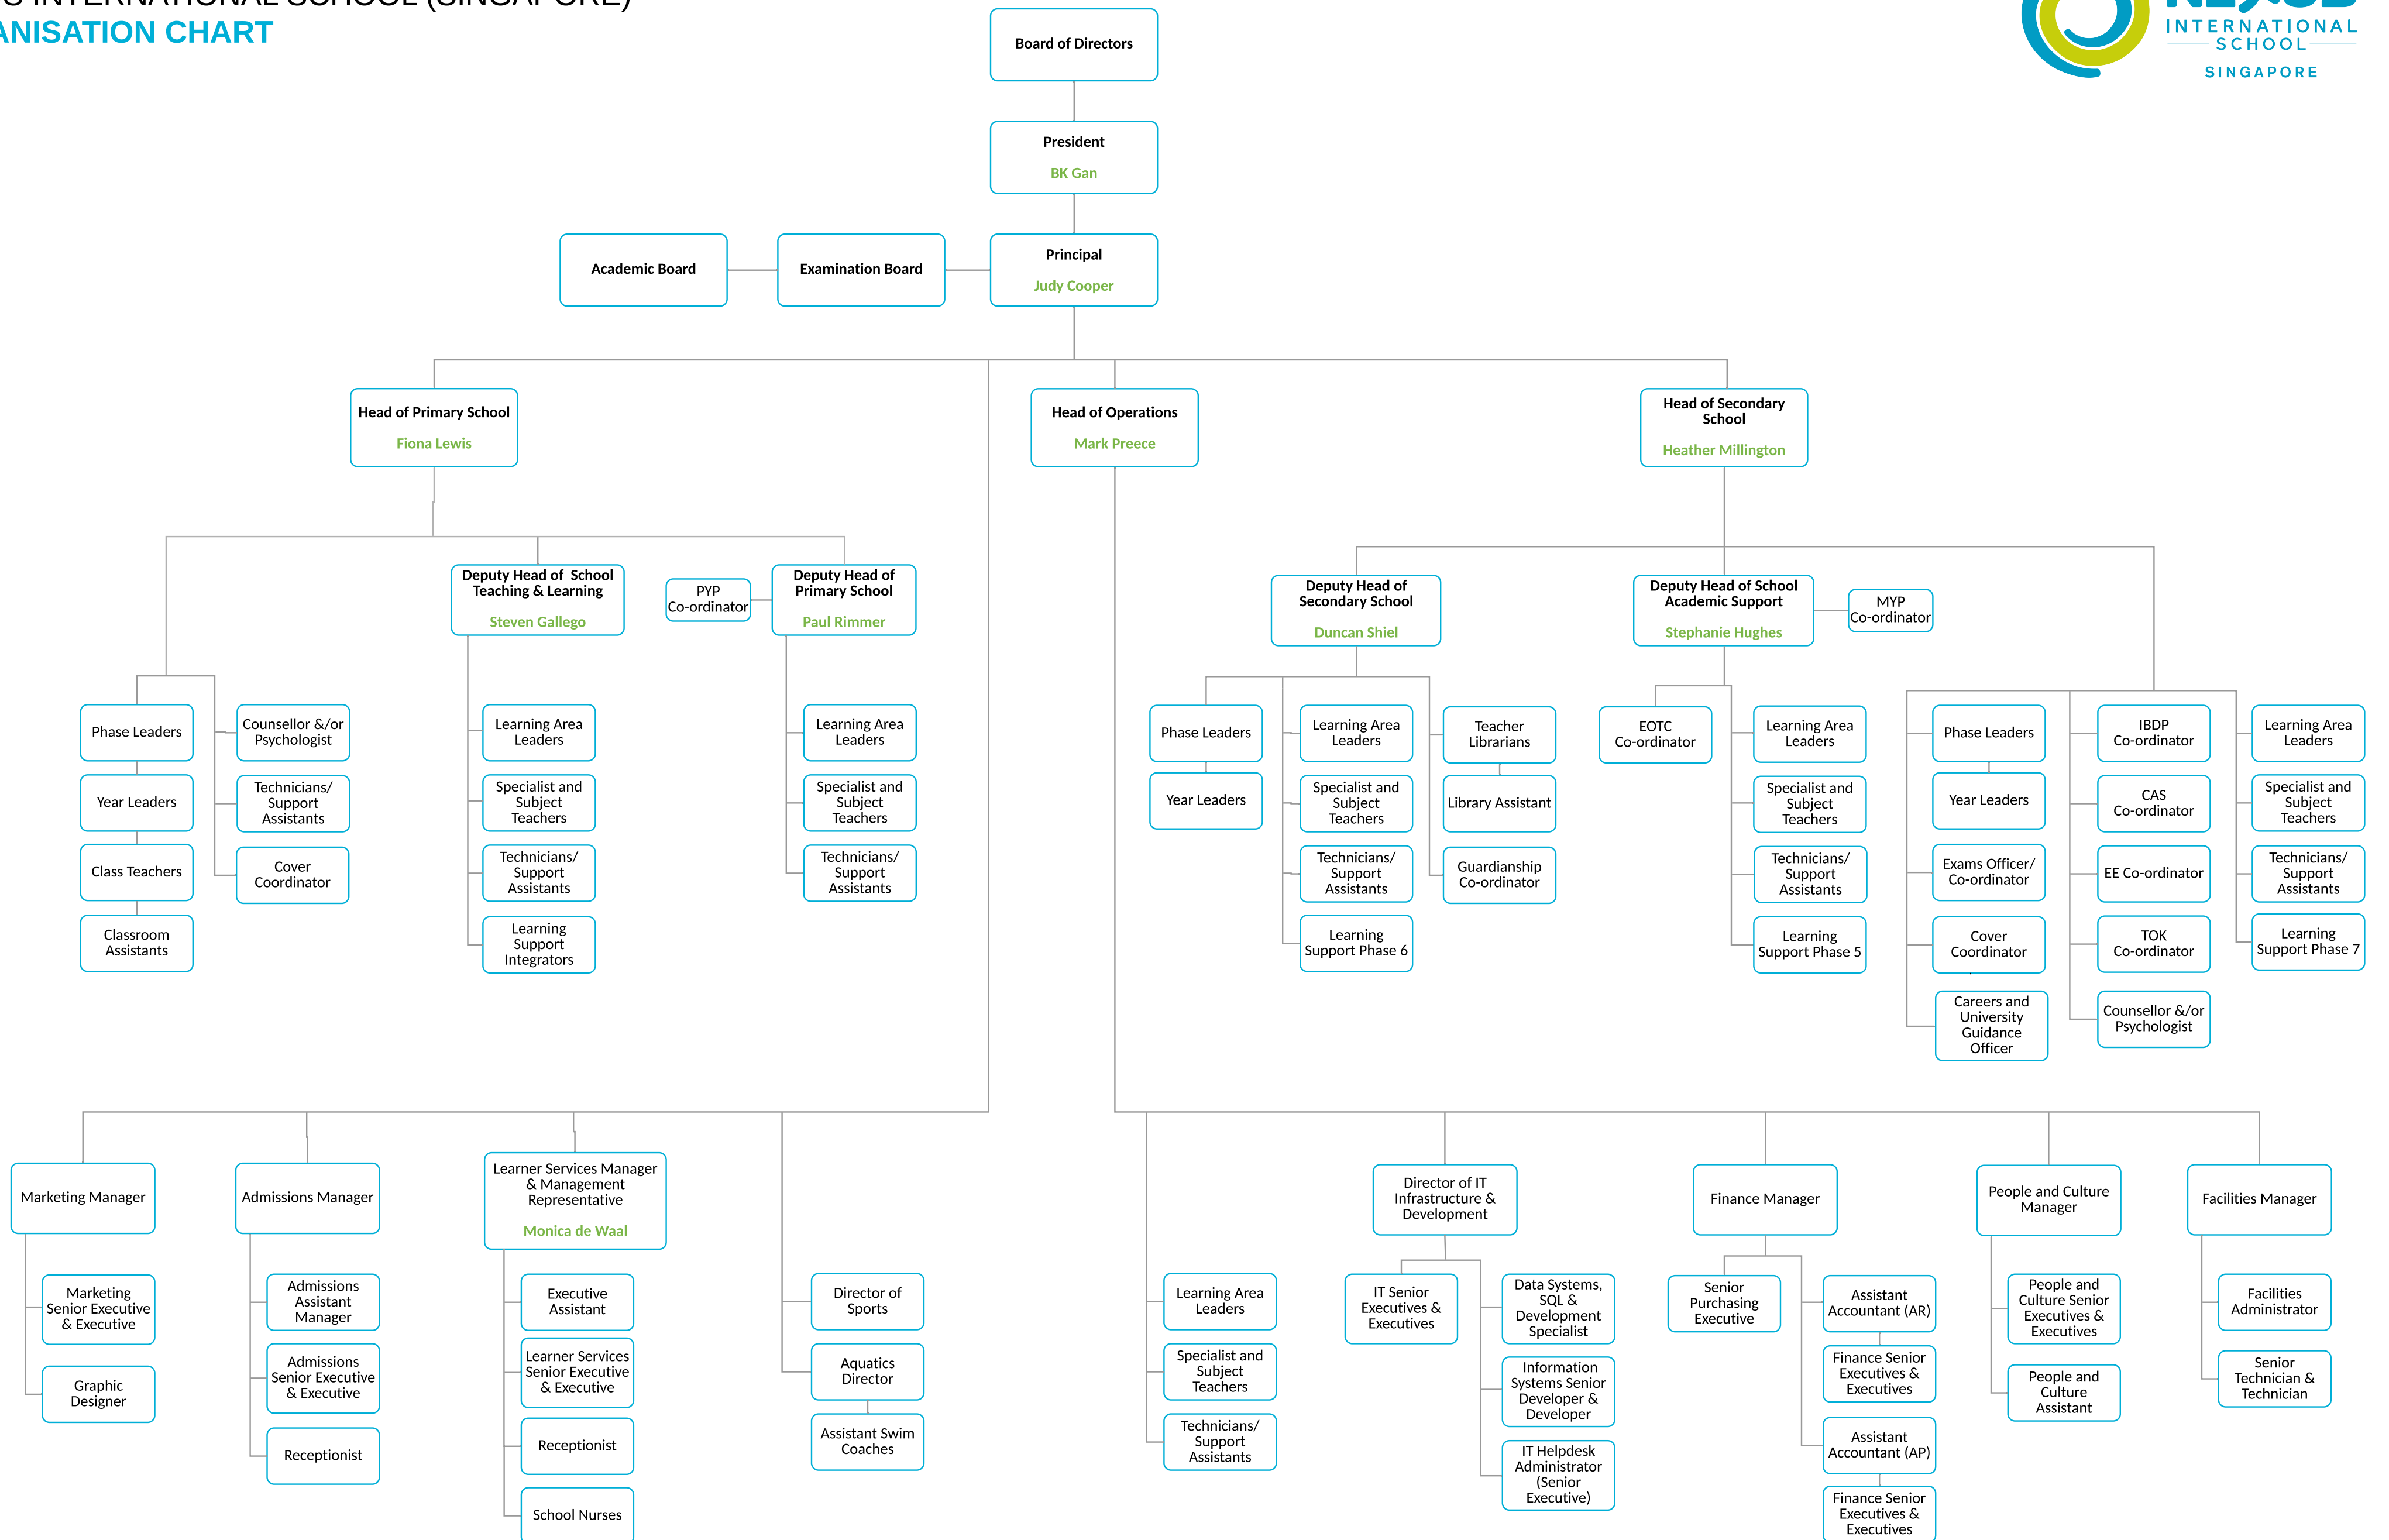 S INTERNATIONAL SCHOOL (SINGAPORE)
ANISATION CHART
INTERNATIONAL
SCHOOL
SINGAPORE
Board of Directors
President
BK Gan
Academic Board
Examination Board
Principal
Judy Cooper
Head of Primary School
Fiona Lewis
Head of Operations
Mark Preece
Head of Secondary
School
Heather Millington
Deputy Head of School
Teaching & Learning
Steven Gallego
PYP
Co-ordinator
Deputy Head of
Primary School
Paul Rimmer
Deputy Head of
Secondary School
Duncan Shiel
Deputy Head of School
Academic Support
Stephanie Hughes
MYP
Co-ordinator
Phase Leaders
Year Leaders
Class Teachers
Classroom
Assistants
Counsellor &/or
Psychologist
Technicians/
Support
Assistants
Cover
Coordinator
Learning Area
Leaders
Specialist and
Subject
Teachers
Technicians/
Support
Assistants
Learning
Support
Integrators
Learning Area
Leaders
Specialist and
Subject
Teachers
Technicians/
Support
Assistants
Phase Leaders
Year Leaders
Learning Area
Leaders
Specialist and
Subject
Teachers
Technicians/
Support
Assistants
Learning
Support Phase 6
Teacher
Librarians
Library Assistant
Guardianship
Co-ordinator
EOTC
Co-ordinator
Learning Area
Leaders
Specialist and
Subject
Teachers
Technicians/
Support
Assistants
Learning
Support Phase 5
Phase Leaders
Year Leaders
Exams Officer/
Co-ordinator
Cover
Coordinator
Careers and
University
Guidance
Officer
IBDP
Co-ordinator
CAS
Co-ordinator
EE Co-ordinator
TOK
Co-ordinator
Counsellor &/or
Psychologist
Learning Area
Leaders
Specialist and
Subject
Teachers
Technicians/
Support
Assistants
Learning
Support Phase 7
Marketing Manager
Marketing
Senior Executive
& Executive
Graphic
Designer
Admissions Manager
Admissions
Assistant
Manager
Admissions
Senior Executive
& Executive
Receptionist
Learner Services Manager
& Management
Representative
Monica de Waal
Executive
Assistant
Learner Services
Senior Executive
& Executive
Receptionist
School Nurses
Director of
Sports
Aquatics
Director
Assistant Swim
Coaches
Learning Area
Leaders
Specialist and
Subject
Teachers
Technicians/
Support
Assistants
Director of IT
Infrastructure &
Development
IT Senior
Executives &
Executives
Data Systems,
SQL &
Development
Specialist
Information
Systems Senior
Developer &
Developer
IT Helpdesk
Administrator
(Senior
Executive)
Finance Manager
Senior
Purchasing
Executive
Assistant
Accountant (AR)
Finance Senior
Executives &
Executives
Assistant
Accountant (AP)
Finance Senior
Executives &
Executives
People and Culture
Manager
People and
Culture Senior
Executives &
Executives
People and
Culture
Assistant
Facilities Manager
Facilities
Administrator
Senior
Technician &
Technician